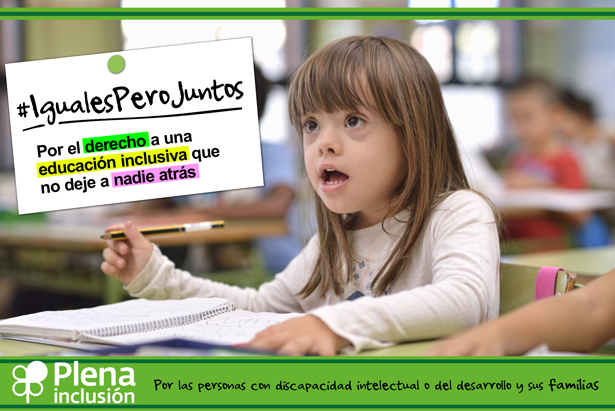 #IgualesPeroJuntos
Por el derecho a una
educación inclusiva que
no deje a nadie atrás
Plena
inclusión
Por las personas con discapacidad intelectual o del desarrollo y sus familias